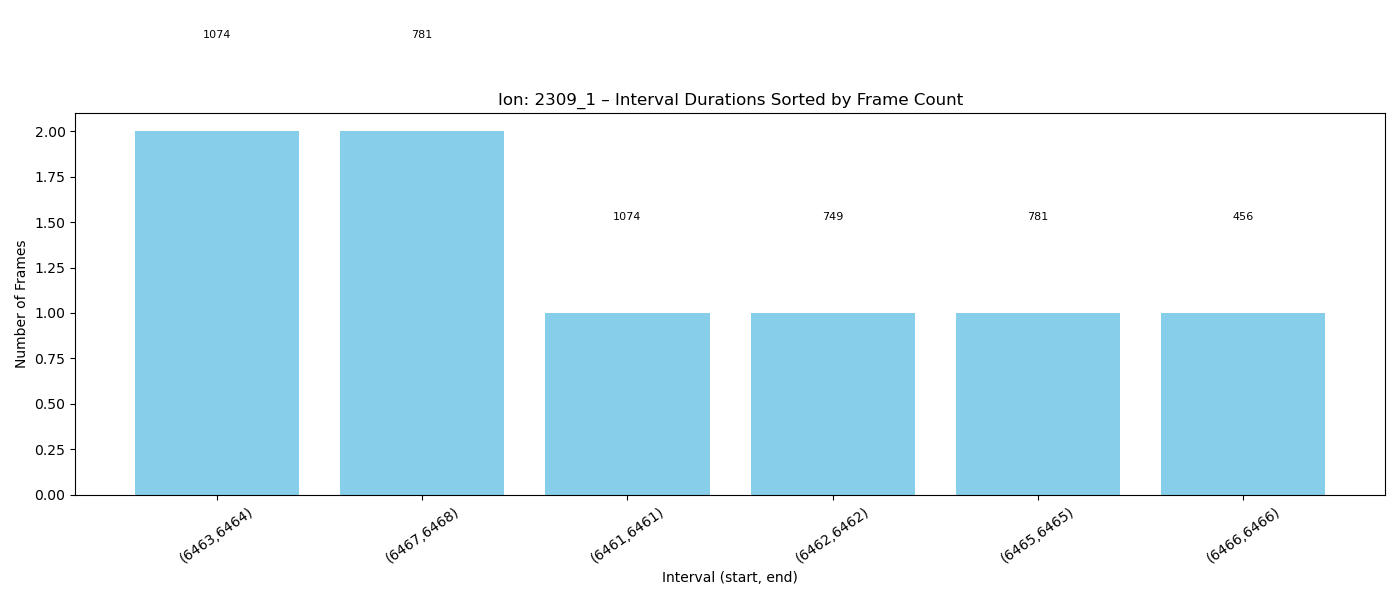 1074 781
Ion: 2309_1 – Interval Durations Sorted by Frame Count
2.00
1.75
1.50
1.25
1.00
0.75
0.50
0.25
0.00
Number of Frames
1074 749 781 456
(6463,6464) (6467,6468) (6461,6461) (6462,6462) (6465,6465) (6466,6466)
Interval (start, end)